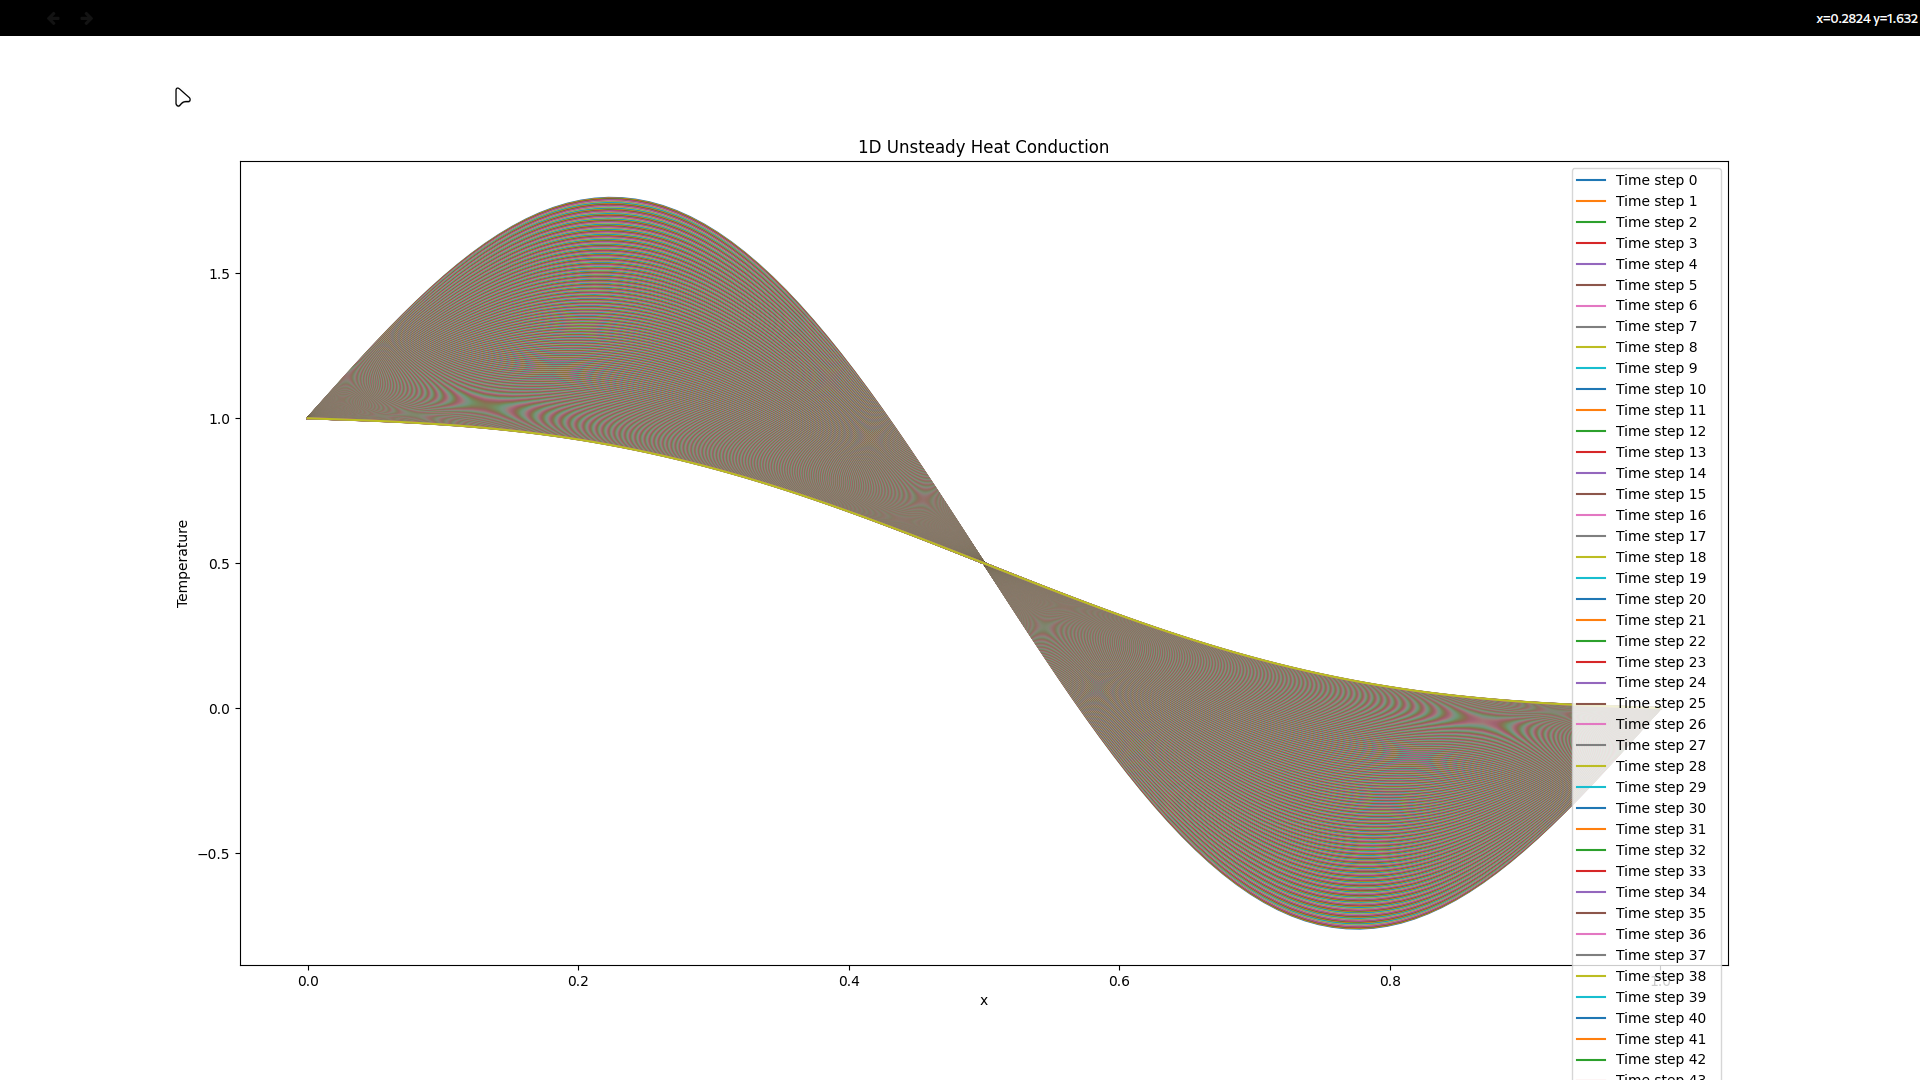 x=0.2824 y=1.632
1D Unsteady Heat Conduction
Temperature
1.5
1.0
0.5
0.0
−0.5
0.0
0.2
0.4
0.6
0.8
1.0
x
Time step 0
Time step 1
Time step 2
Time step 3
Time step 4
Time step 5
Time step 6
Time step 7
Time step 8
Time step 9
Time step 10
Time step 11
Time step 12
Time step 13
Time step 14
Time step 15
Time step 16
Time step 17
Time step 18
Time step 19
Time step 20
Time step 21
Time step 22
Time step 23
Time step 24
Time step 25
Time step 26
Time step 27
Time step 28
Time step 29
Time step 30
Time step 31
Time step 32
Time step 33
Time step 34
Time step 35
Time step 36
Time step 37
Time step 38
Time step 39
Time step 40
Time step 41
Time step 42
Time step 43